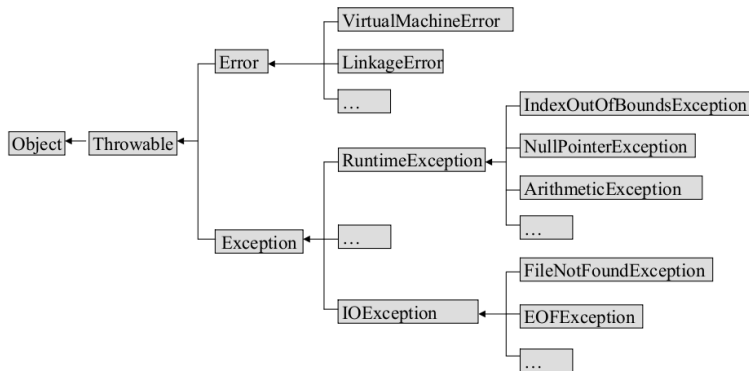 VirtualMachineError
Error
LinkageError
...
IndexOutOfBoundsException
Object
Throwable
RuntimeException
NullPointerException
ArithmeticException
...
Exception
...
FileNotFoundException
IOException
EOFException
...